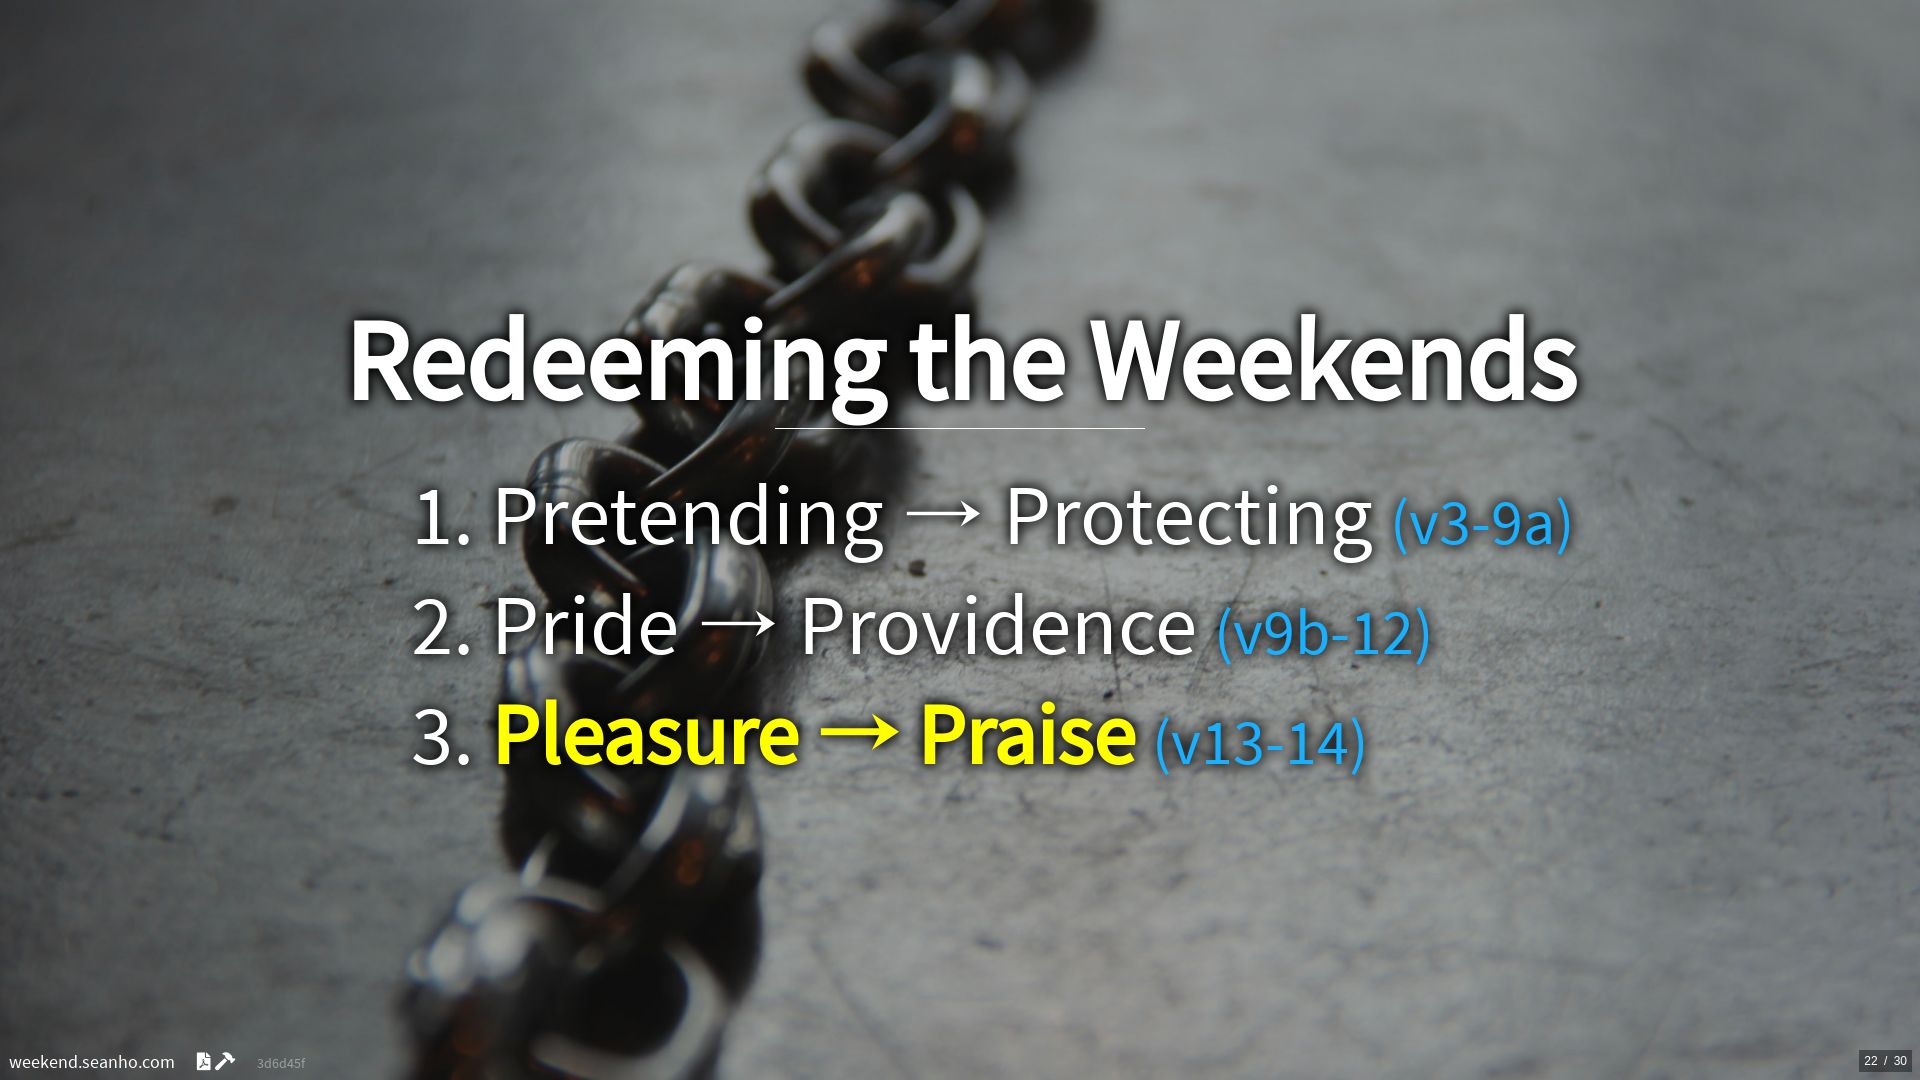 Redeeming the Weekends
1. Pretending → Protecting (v3-9a)
2. Pride → Providence (v9b-12)
3. Pleasure → Praise (v13-14)
weekend.seanho.com 3d6d45f
22 / 30